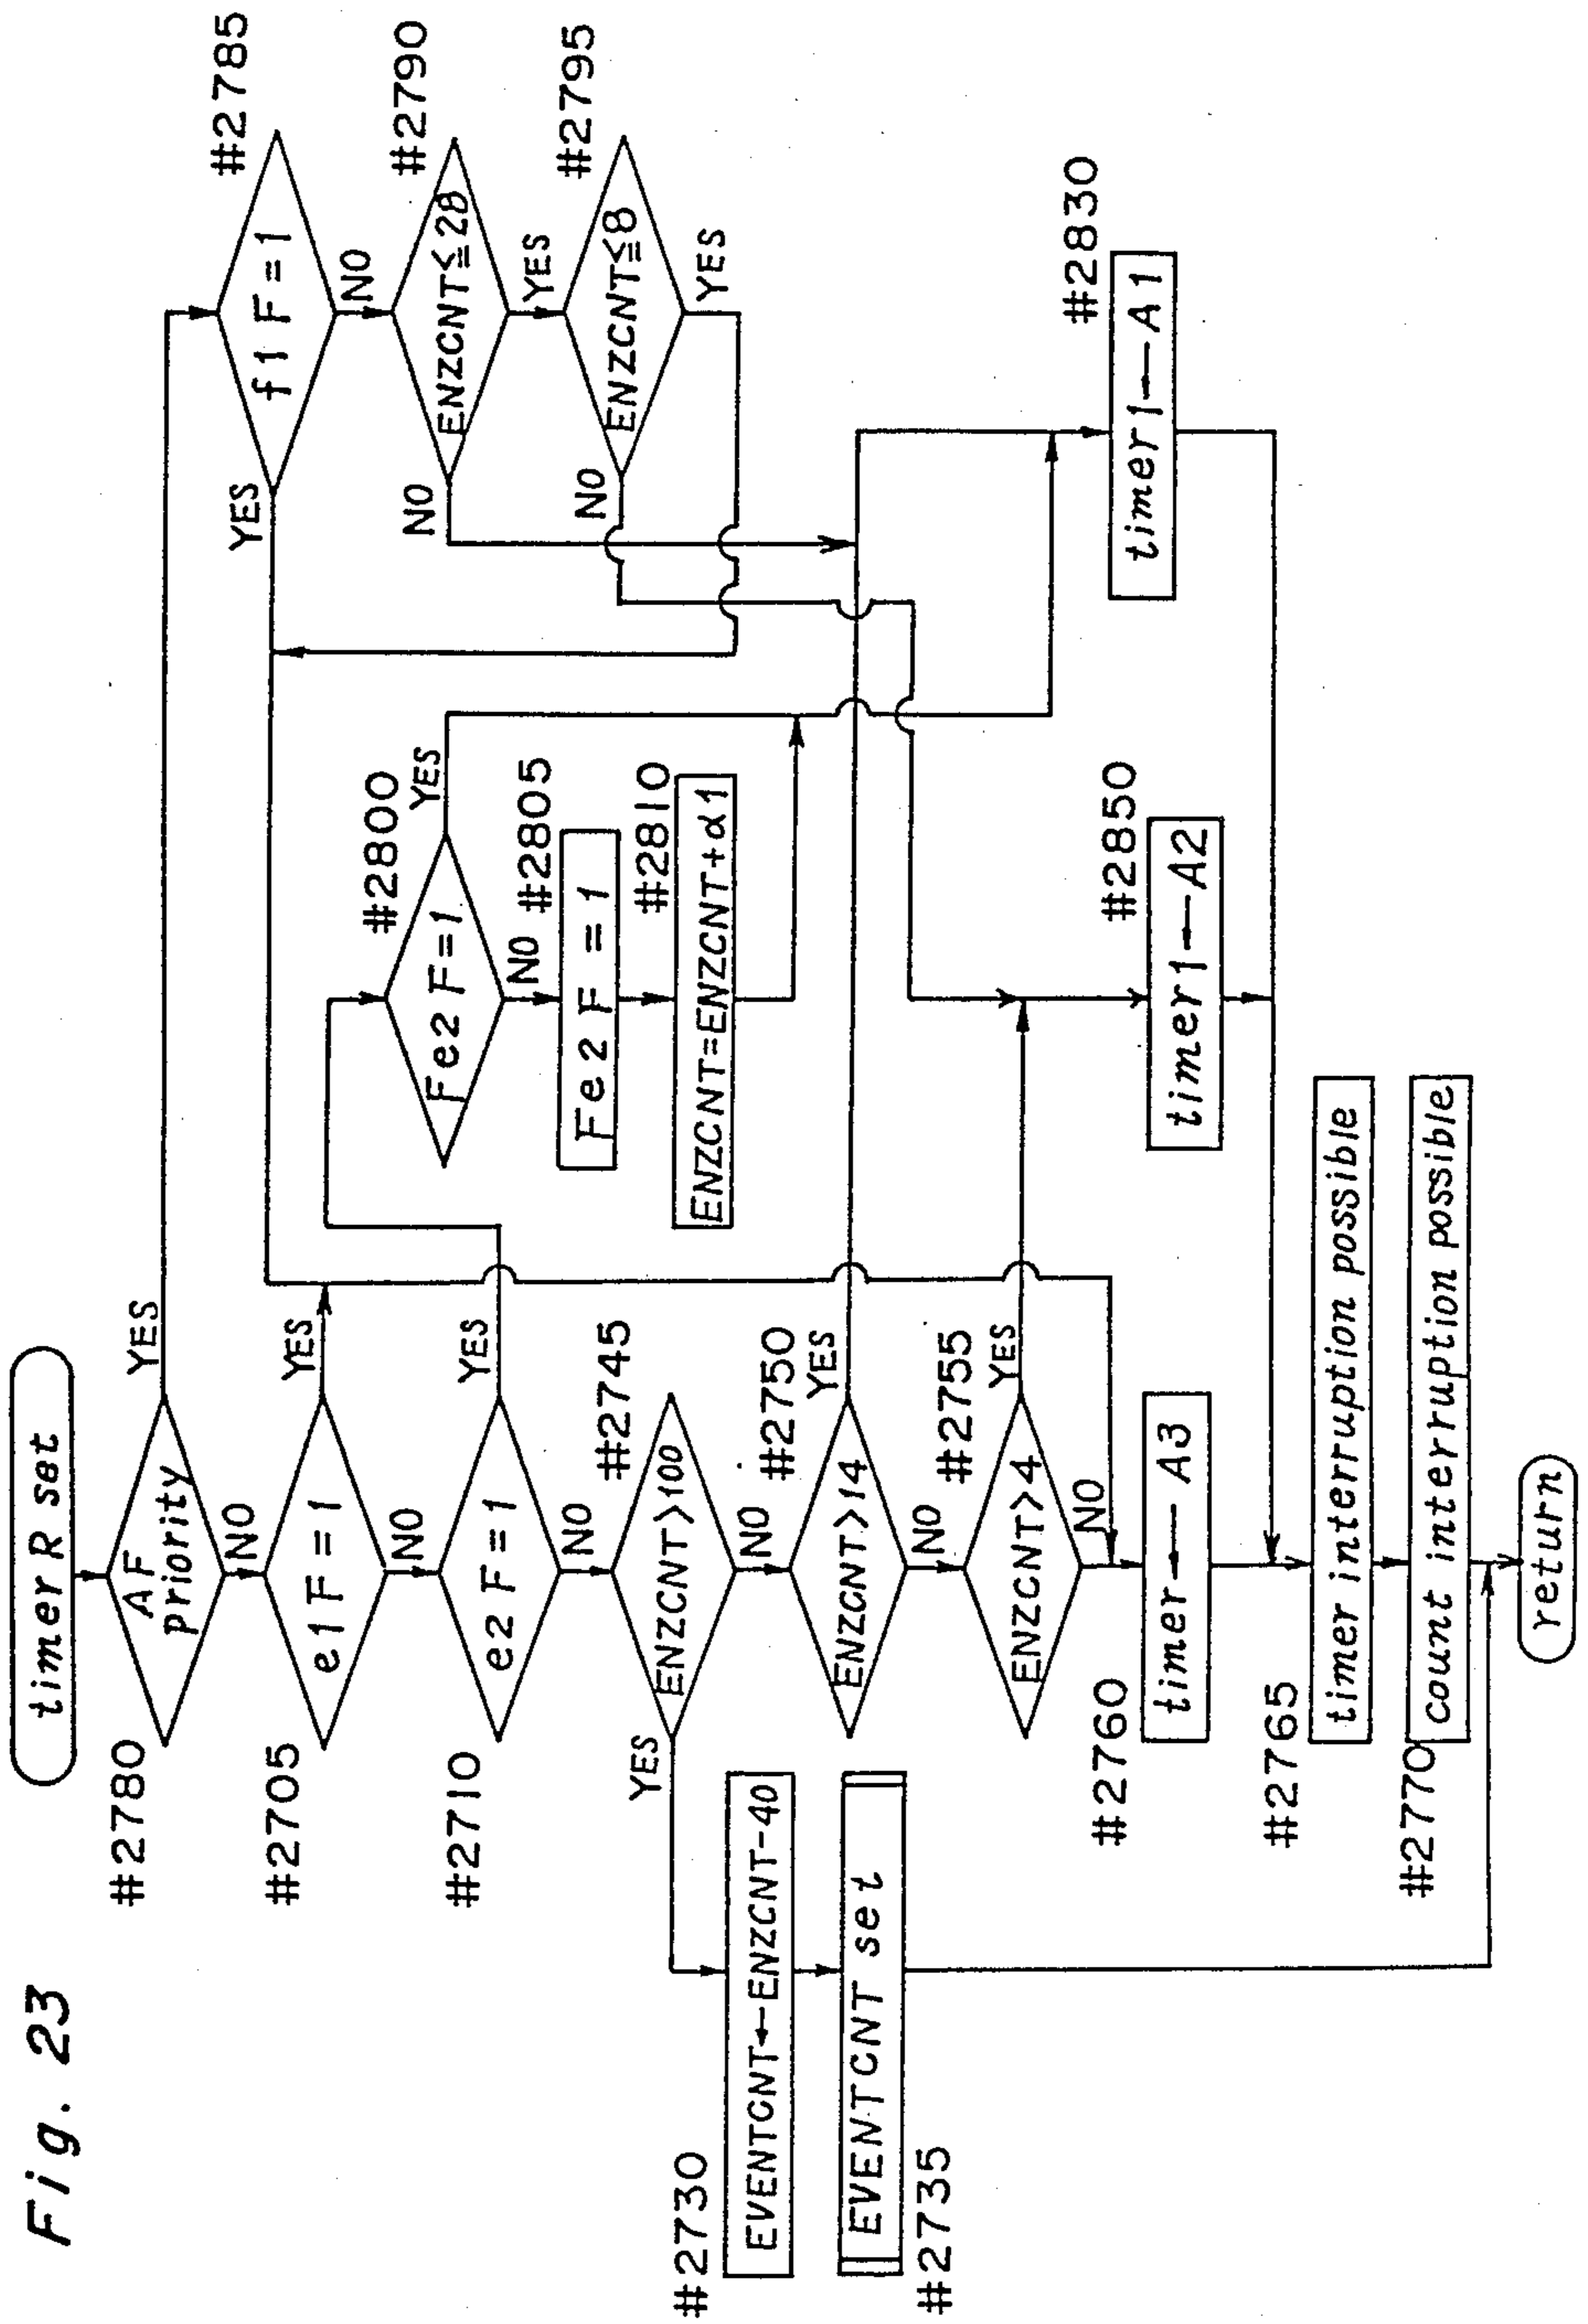 Fig. 23
timer R set
#2780
AF
priority
YES
NO
#2705
e1F=1
YES
NO
#2710
e2F=1
YES
NO
#2745
ENZCNT>100
YES
NO
#2730
EVENTCNT←ENZCNT-40
#2735
EVENTCNT set
#2750
ENZCNT>14
YES
NO
#2755
ENZCNT>4
YES
NO
#2760
timer←A3
#2765
timer interruption possible
#2770
count interruption possible
return
#2800
Fe2F=1
YES
NO
#2805
Fe2F=1
#2810
ENZCNT=ENZCNT+α1
#2850
timer1←A2
#2785
f1F=1
YES
NO
#2790
ENZCNT≦28
NO
YES
#2795
ENZCNT≦8
NO
YES
#2830
timer1←A1